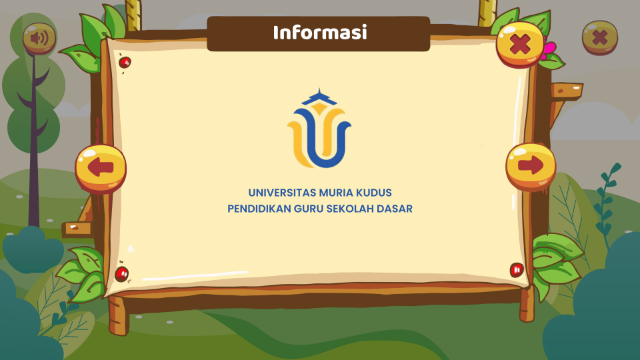 Informasi
UNIVERSITAS MURIA KUDUS
PENDIDIKAN GURU SEKOLAH DASAR